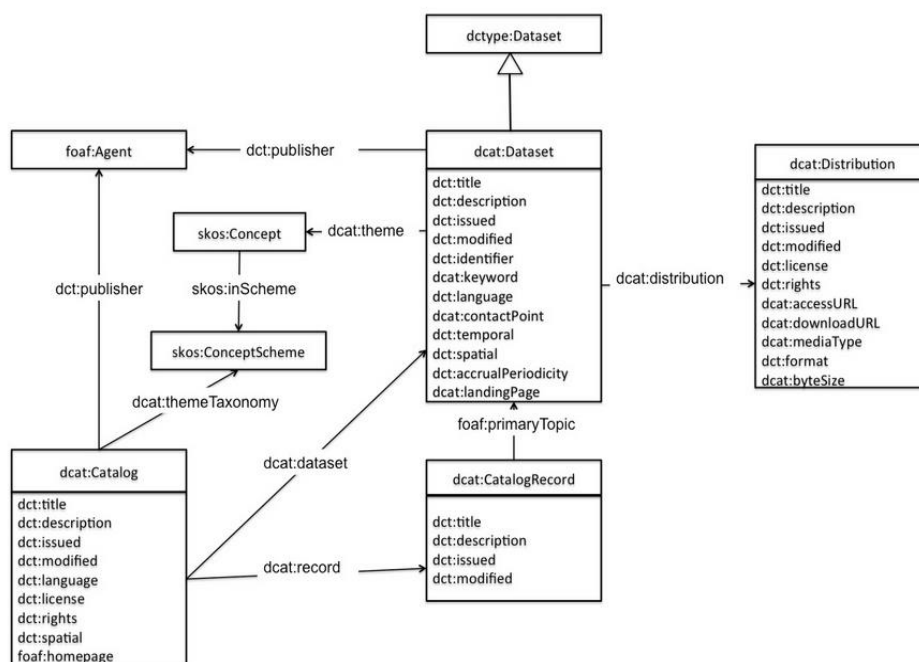 dctype:Dataset
foaf:Agent
dct:publisher
dcat:Dataset
dct:title
dct:description
dct:issued
dct:modified
dct:identifier
dcat:keyword
dct:language
dcat:contactPoint
dct:temporal
dct:spatial
dct:accrualPeriodicity
dcat:landingPage
dcat:Distribution
dct:title
dct:description
dct:issued
dct:modified
dct:license
dct:rights
dcat:accessURL
dcat:downloadURL
dcat:mediaType
dct:format
dcat:byteSize
skos:Concept
dcat:theme
dct:publisher
skos:inScheme
dcat:distribution
skos:ConceptScheme
dcat:themeTaxonomy
foaf:primaryTopic
dcat:dataset
dcat:Catalog
dct:title
dct:description
dct:issued
dct:modified
dct:language
dct:license
dct:rights
dct:spatial
foaf:homepage
dcat:record
dcat:CatalogRecord
dct:title
dct:description
dct:issued
dct:modified